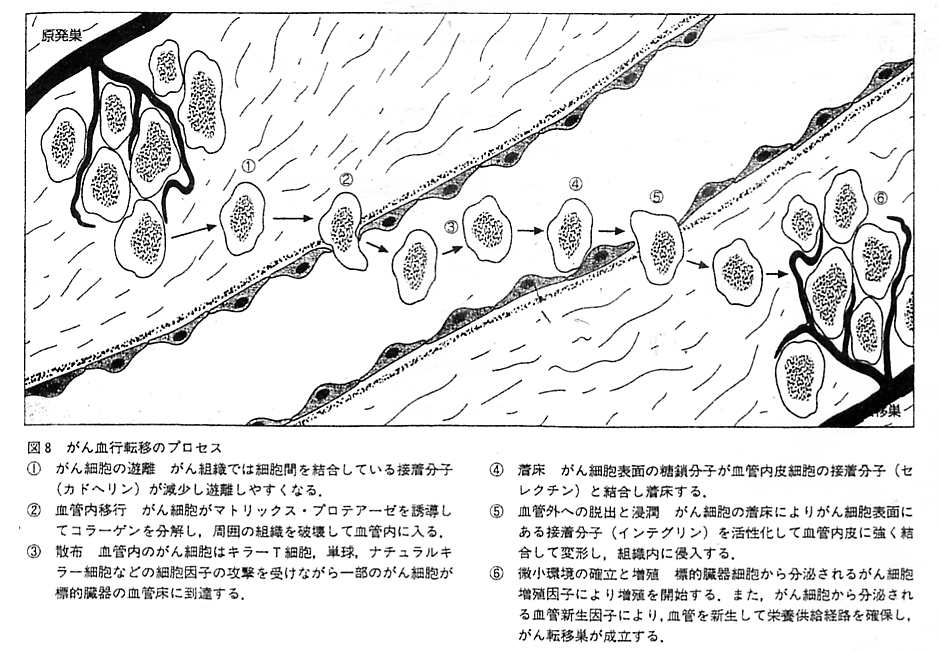 原発巣
①
②
③
④
⑤
⑥
移巣
図8 がん血行転移のプロセス
① がん細胞の遊離 がん組織では細胞間を結合している接着分子
(カドヘリン)が減少し遊離しやすくなる.
② 血管内移行 がん細胞がマトリックス・プロテアーゼを誘導し
てコラーゲンを分解し，周囲の組織を破壊して血管内に入る.
③ 散布 血管内のがん細胞はキラーT細胞，単球，ナチュラルキ
ラー細胞などの細胞因子の攻撃を受けながら一部のがん細胞が
標的臓器の血管床に到達する.
④ 着床 がん細胞表面の糖鎖分子が血管内皮細胞の接着分子(セ
レクチン)と結合し着床する.
⑤ 血管外への脱出と浸潤 がん細胞の着床によりがん細胞表面に
ある接着分子(インテグリン)を活性化して血管内皮に強く結
合して変形し，組織内に侵入する.
⑥ 微小環境の確立と増殖 標的臓器細胞から分泌されるがん細胞
増殖因子により増殖を開始する．また，がん細胞から分泌され
る血管新生因子により，血管を新生して栄養供給経路を確保し，
がん転移巣が成立する.